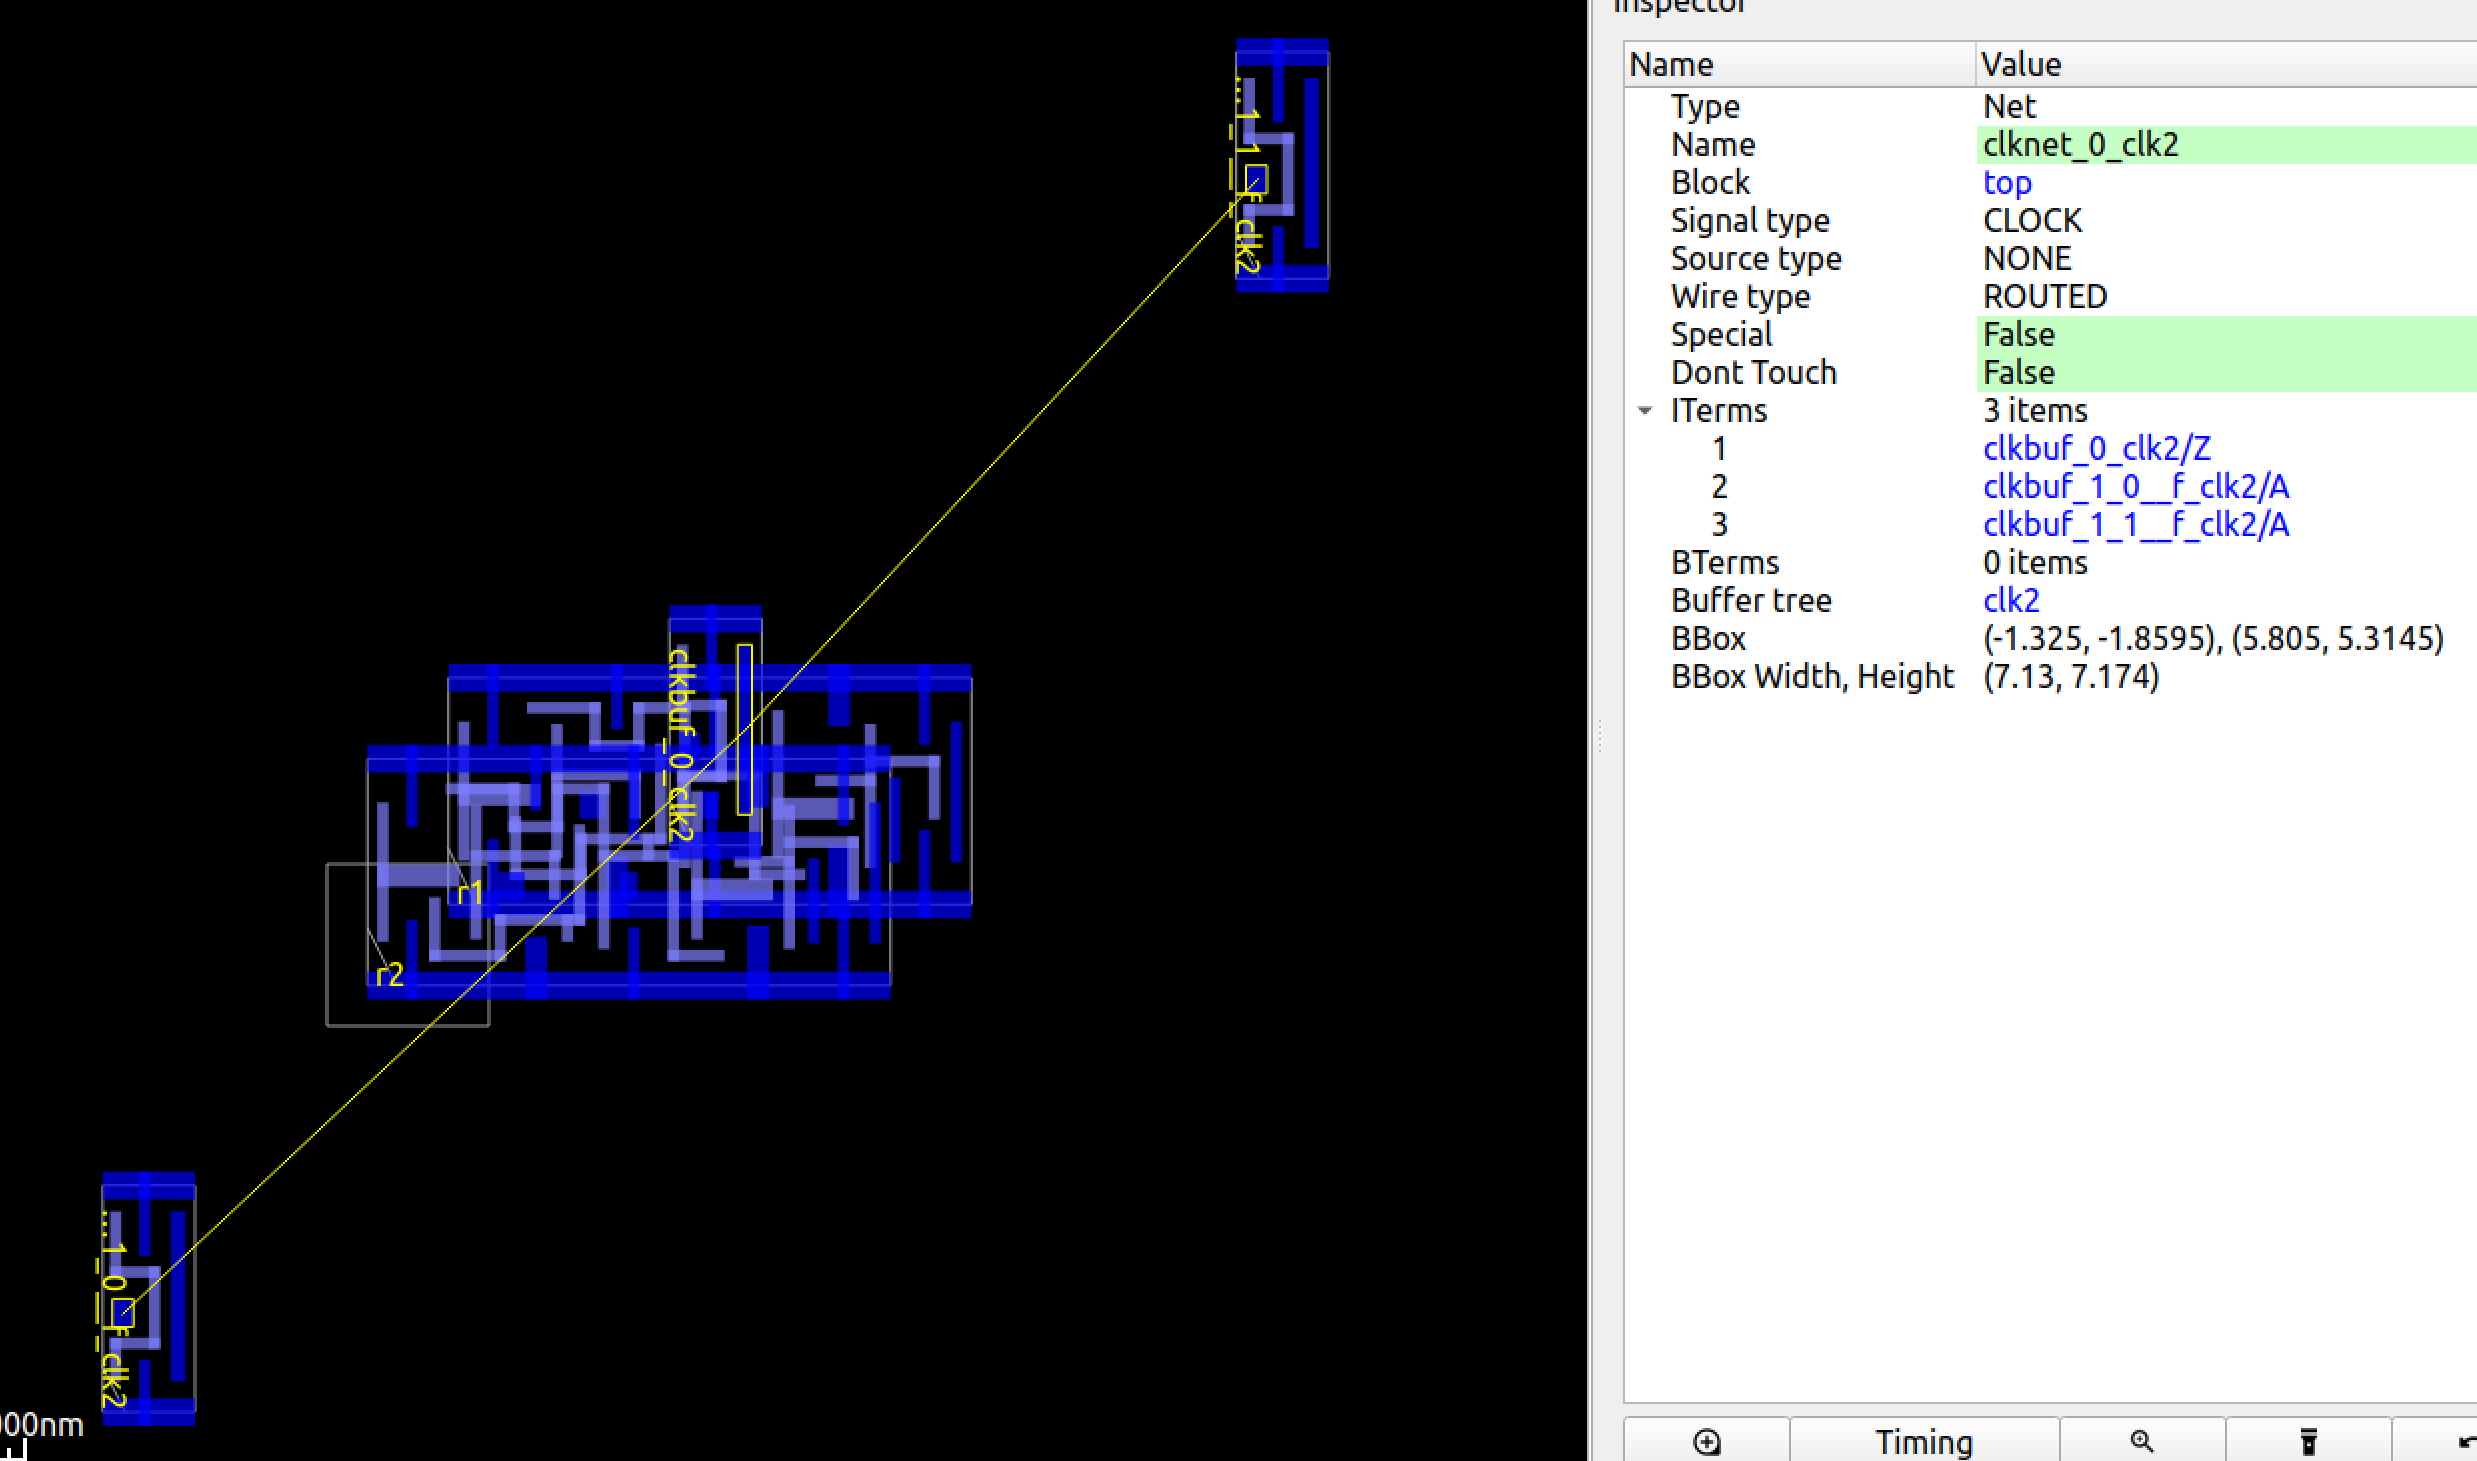 Inspector
Name Value
Type Net
Name clknet_0_clk2
Block top
Signal type CLOCK
Source type NONE
Wire type ROUTED
Special False
Dont Touch False
ITerms 3 items
1 clkbuf_0_clk2/Z
2 clkbuf_1_0__f_clk2/A
3 clkbuf_1_1__f_clk2/A
BTerms 0 items
Buffer tree clk2
BBox (-1.325, -1.8595), (5.805, 5.3145)
BBox Width, Height (7.13, 7.174)
Timing
...1_1__f_clk2
clkbuf_0_clk2
r1
r2
...1_0__f_clk2
00nm